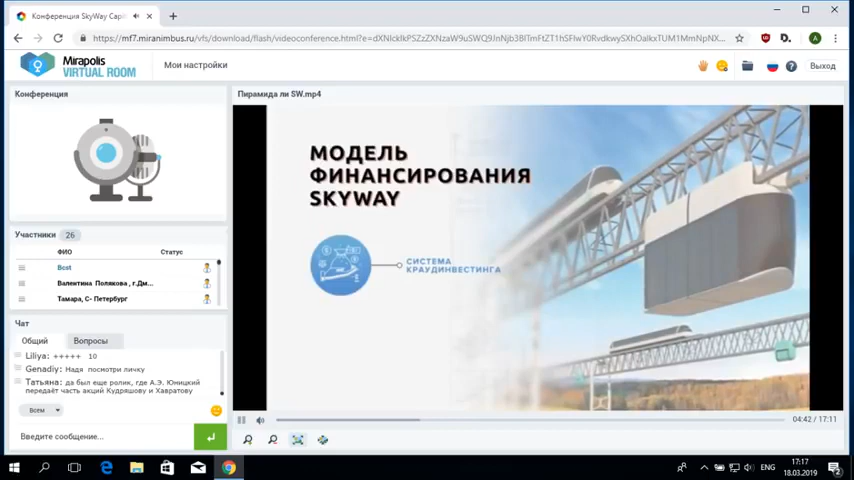 Конференция SkyWay Capi
https://mf7.miranimbus.ru/vfs/download/flash/videoconference.html?
Mirapolis
VIRTUAL ROOM
Мои настройки
Выход
Конференция
Пирамида ли SW.mp4
МОДЕЛЬ
ФИНАНСИРОВАНИЯ
SKYWAY
СИСТЕМА
КРАУДИНВЕСТИНГА
Участники 26
ФИО Статус
Bcst
Валентина Полякова , г.Дм...
Тамара, С- Петербург
Чат
Общий Вопросы
Liliya: +++++ 10
Genadiy: Надя посмотри личку
Татьяна: да был еще ролик, где А.Э. Юницкий
передаёт часть акций Кудряшову и Хавратову
Всем
Введите сообщение...
04:42 / 17:11
ENG
17:17
18.03.2019